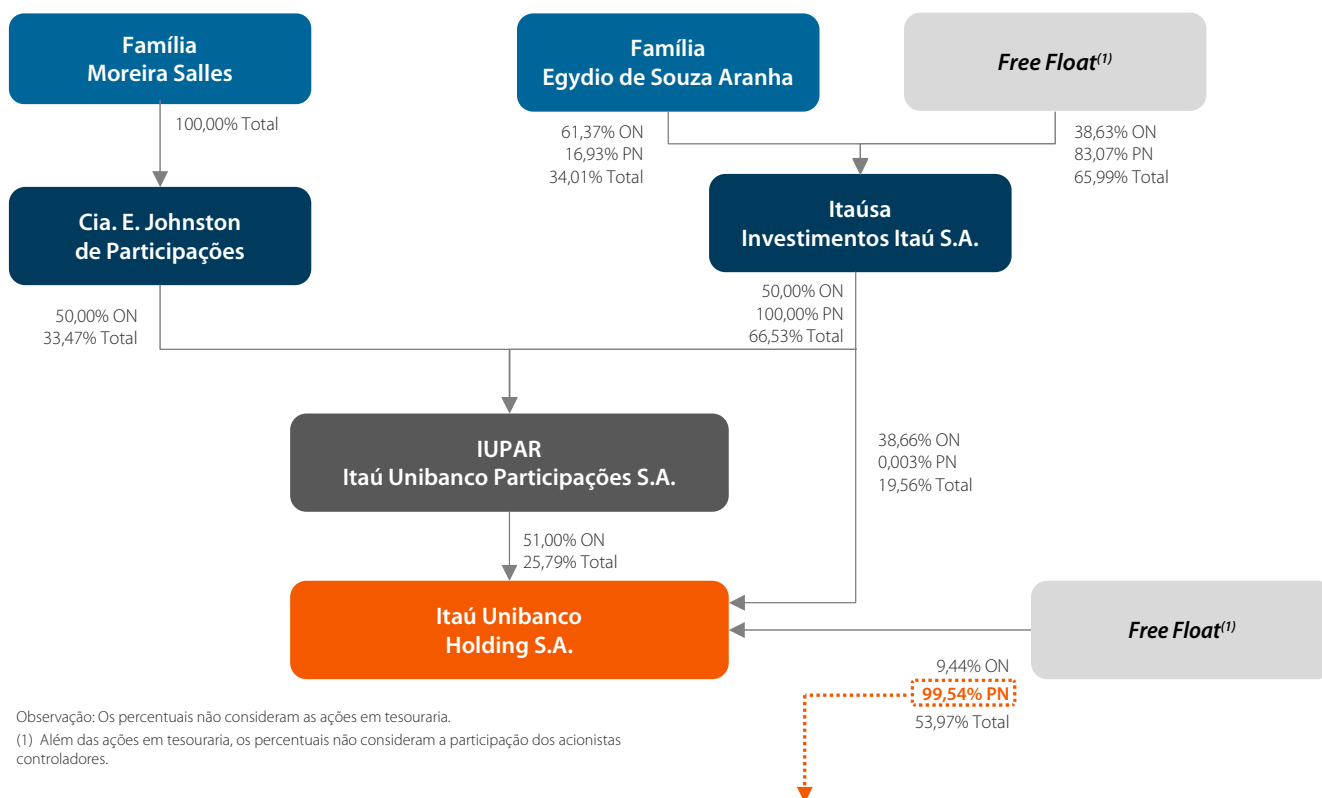 Família
Moreira Salles
Família
Egydio de Souza Aranha
Free Float(1)
100,00% Total
61,37% ON
16,93% PN
34,01% Total
38,63% ON
83,07% PN
65,99% Total
Cia. E. Johnston
de Participações
Itaúsa
Investimentos Itaú S.A.
50,00% ON
33,47% Total
50,00% ON
100,00% PN
66,53% Total
IUPAR
Itaú Unibanco Participações S.A.
38,66% ON
0,003% PN
19,56% Total
51,00% ON
25,79% Total
Itaú Unibanco
Holding S.A.
Free Float(1)
9,44% ON
99,54% PN
53,97% Total
Observação: Os percentuais não consideram as ações em tesouraria.
(1) Além das ações em tesouraria, os percentuais não consideram a participação dos acionistas
controladores.